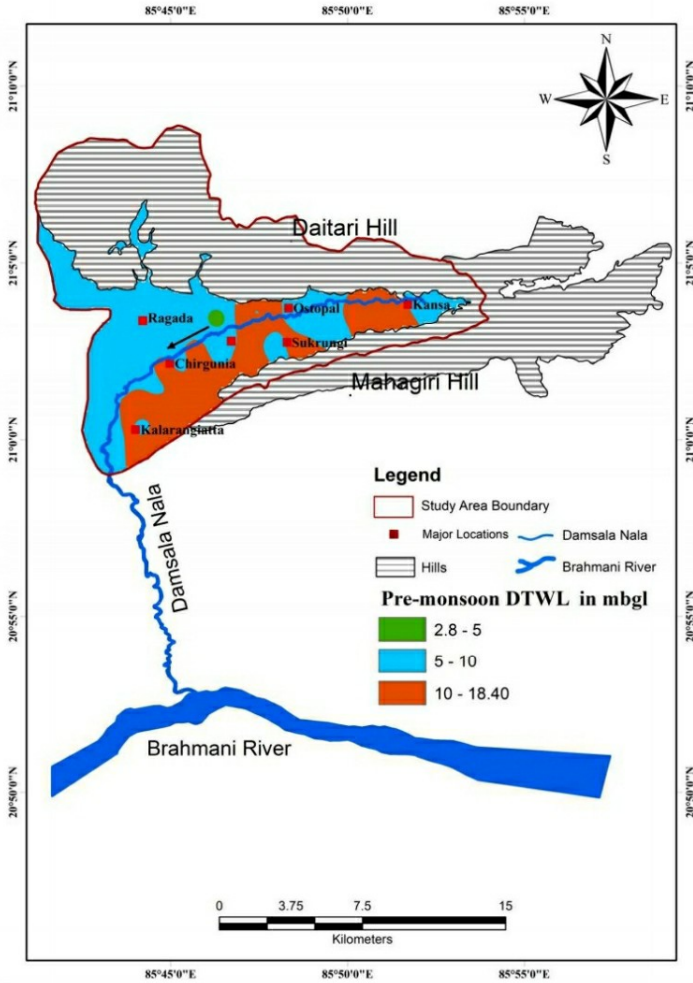 85°45'0"E 85°50'0"E 85°55'0"E
21°10'0"N 21°10'0"N
N
W E
S
Daitari Hill
21°5'0"N 21°5'0"N
Ragada Ostopal Kansa
Sukrungi
Chirgunia
Mahagiri Hill
Kalarangiatta
21°0'0"N 21°0'0"N
Legend
Study Area Boundary
Major Locations Damsala Nala
Hills Brahmani River
Damsala Nala
Pre-monsoon DTWL in mbgl
2.8 - 5
5 - 10
10 - 18.40
20°55'0"N 20°55'0"N
Brahmani River
20°50'0"N 20°50'0"N
0 3.75 7.5 15
Kilometers
85°45'0"E 85°50'0"E 85°55'0"E